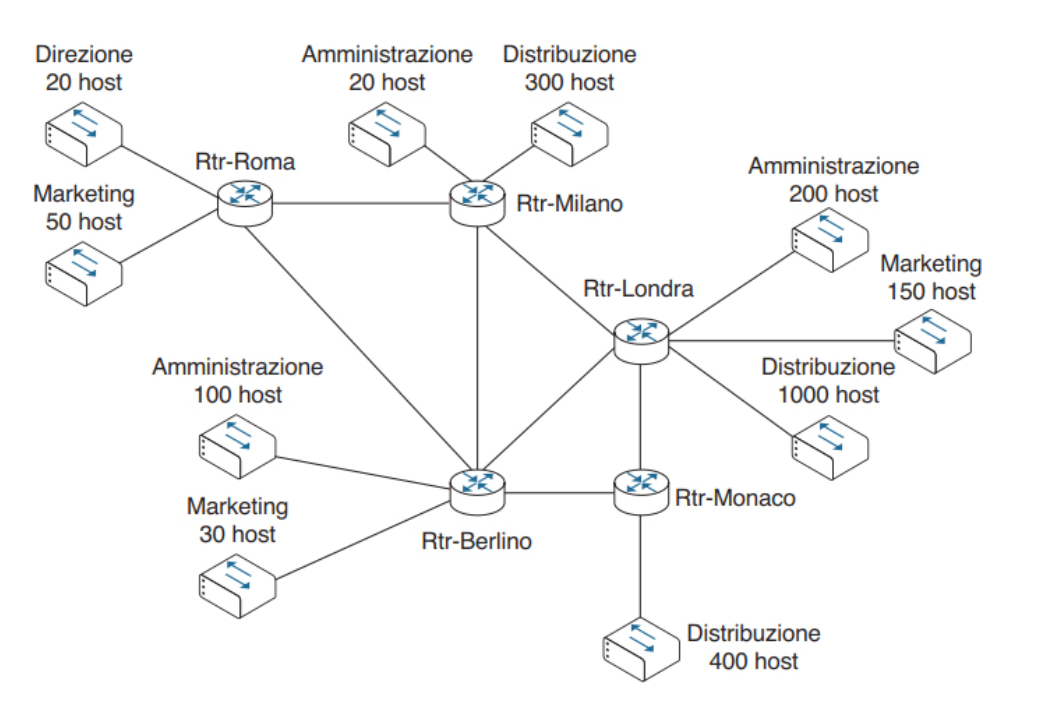 Direzione
20 host
Amministrazione
20 host
Distribuzione
300 host
Rtr-Roma
Marketing
50 host
Rtr-Milano
Amministrazione
200 host
Rtr-Londra
Marketing
150 host
Amministrazione
100 host
Distribuzione
1000 host
Marketing
30 host
Rtr-Monaco
Rtr-Berlino
Distribuzione
400 host